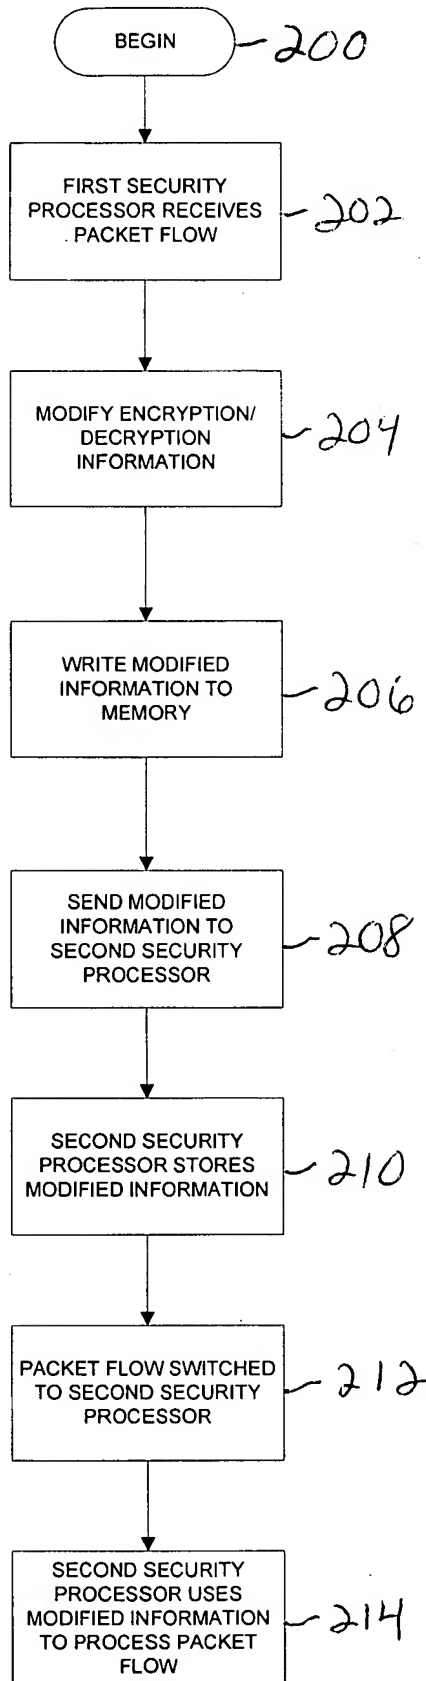 BEGIN 200
FIRST SECURITY
PROCESSOR RECEIVES
PACKET FLOW
202
MODIFY ENCRYPTION/
DECRYPTION
INFORMATION
204
WRITE MODIFIED
INFORMATION TO
MEMORY
206
SEND MODIFIED
INFORMATION TO
SECOND SECURITY
PROCESSOR
208
SECOND SECURITY
PROCESSOR STORES
MODIFIED INFORMATION
210
PACKET FLOW SWITCHED
TO SECOND SECURITY
PROCESSOR
212
SECOND SECURITY
PROCESSOR USES
MODIFIED INFORMATION
TO PROCESS PACKET
FLOW
214